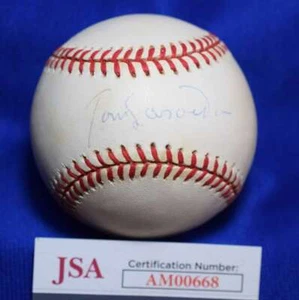 JSA
Certification Number:
AM00668